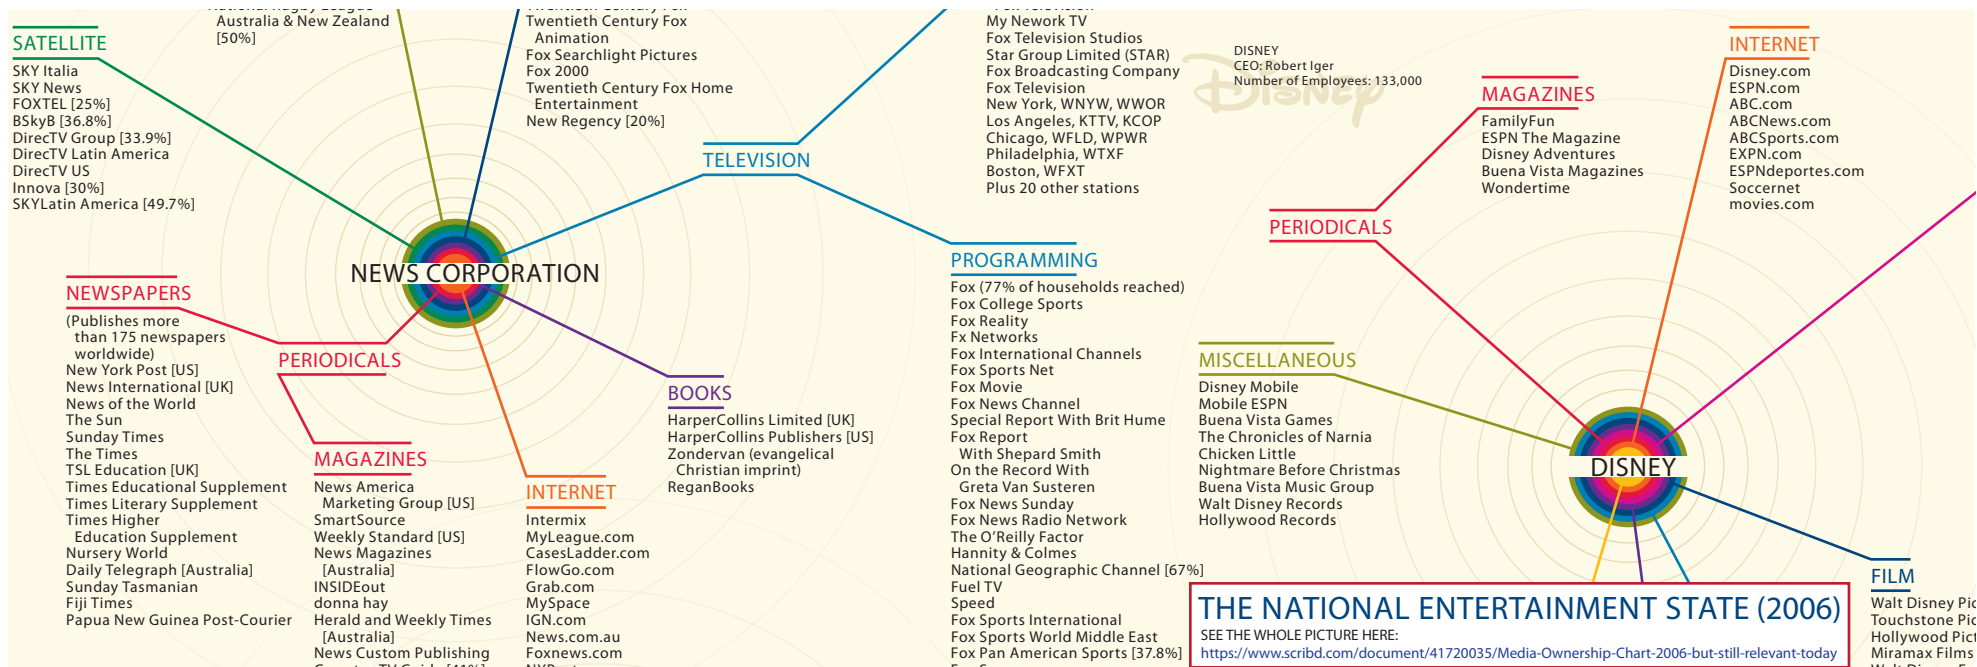 Australia & New Zealand
[50%]
SATELLITE
SKY Italia
SKY News
FOXTEL [25%]
BSkyB [36.8%]
DirecTV Group [33.9%]
DirecTV Latin America
DirecTV US
Innova [30%]
SKYLatin America [49.7%]
Twentieth Century Fox
Twentieth Century Fox
Animation
Fox Searchlight Pictures
Fox 2000
Twentieth Century Fox Home
Entertainment
New Regency [20%]
TELEVISION
Fox Television
My Nework TV
Fox Television Studios
Star Group Limited (STAR)
Fox Broadcasting Company
Fox Television
New York, WNYW, WWOR
Los Angeles, KTTV, KCOP
Chicago, WFLD, WPWR
Philadelphia, WTXF
Boston, WFXT
Plus 20 other stations
NEWS CORPORATION
NEWSPAPERS
(Publishes more
than 175 newspapers
worldwide)
New York Post [US]
News International [UK]
News of the World
The Sun
Sunday Times
The Times
TSL Education [UK]
Times Educational Supplement
Times Literary Supplement
Times Higher
Education Supplement
Nursery World
Daily Telegraph [Australia]
Sunday Tasmanian
Fiji Times
Papua New Guinea Post-Courier
PERIODICALS
MAGAZINES
News America
Marketing Group [US]
SmartSource
Weekly Standard [US]
News Magazines
[Australia]
INSIDEout
donna hay
Herald and Weekly Times
[Australia]
News Custom Publishing
INTERNET
Intermix
MyLeague.com
CasesLadder.com
FlowGo.com
Grab.com
MySpace
IGN.com
News.com.au
Foxnews.com
BOOKS
HarperCollins Limited [UK]
HarperCollins Publishers [US]
Zondervan (evangelical
Christian imprint)
ReganBooks
PROGRAMMING
Fox (77% of households reached)
Fox College Sports
Fox Reality
Fx Networks
Fox International Channels
Fox Sports Net
Fox Movie
Fox News Channel
Special Report With Brit Hume
Fox Report
With Shepard Smith
On the Record With
Greta Van Susteren
Fox News Sunday
Fox News Radio Network
The O'Reilly Factor
Hannity & Colmes
National Geographic Channel [67%]
Fuel TV
Speed
Fox Sports International
Fox Sports World Middle East
Fox Pan American Sports [37.8%]
DISNEY
CEO: Robert Iger
Number of Employees: 133,000
Disney
PERIODICALS
MAGAZINES
FamilyFun
ESPN The Magazine
Disney Adventures
Buena Vista Magazines
Wondertime
INTERNET
Disney.com
ESPN.com
ABC.com
ABCNews.com
ABCSports.com
EXPN.com
ESPNdeportes.com
Soccernet
movies.com
MISCELLANEOUS
Disney Mobile
Mobile ESPN
Buena Vista Games
The Chronicles of Narnia
Chicken Little
Nightmare Before Christmas
Buena Vista Music Group
Walt Disney Records
Hollywood Records
DISNEY
FILM
Walt Disney Pic
Touchstone Pic
Hollywood Pict
Miramax Films
THE NATIONAL ENTERTAINMENT STATE (2006)
SEE THE WHOLE PICTURE HERE:
https://www.scribd.com/document/41720035/Media-Ownership-Chart-2006-but-still-relevant-today